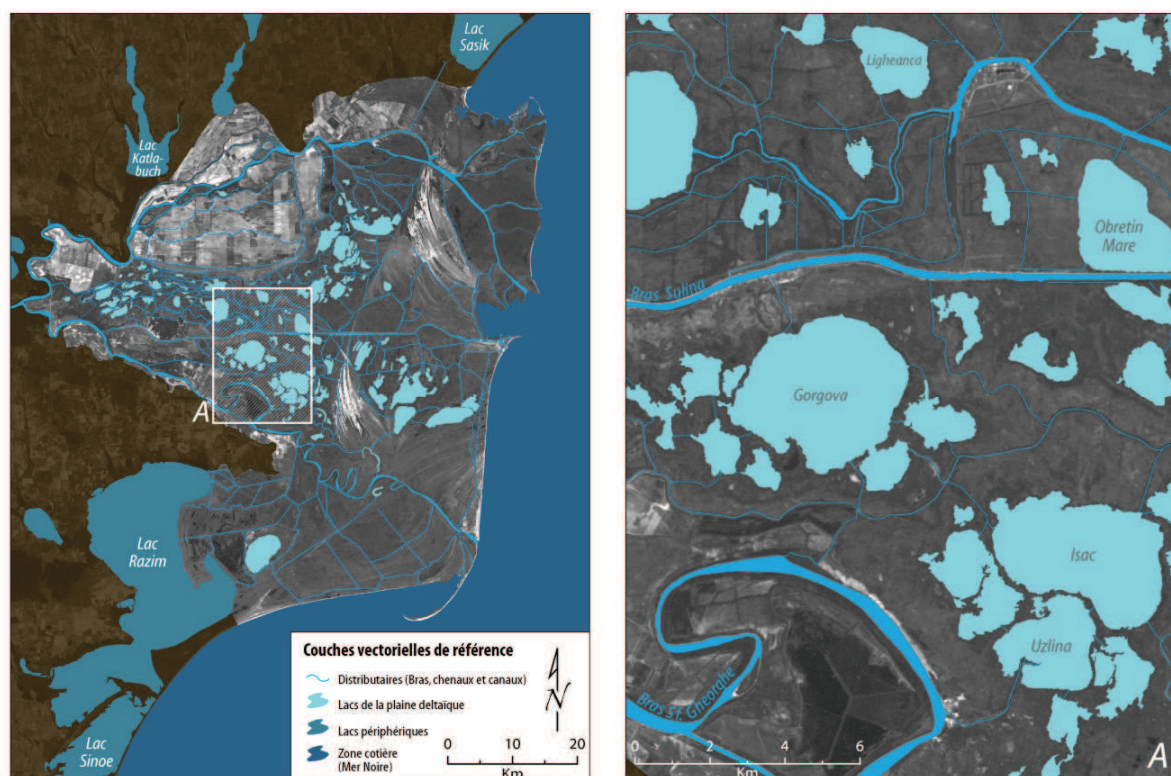 Lac
Sasik
Lac
Katla-
buch
A
Lac
Razim
Lac
Sinoe
Couches vectorielles de référence
Distributaires (Bras, chenaux et canaux)
Lacs de la plaine deltaïque
Lacs périphériques
Zone cotière
(Mer Noire)
N
0 10 20
Km
Ligheanca
Obretin
Mare
Bras Sulina
Gorgova
Isac
Uzlina
Bras Sf. Gheorghe
0 2 4 6
Km
A